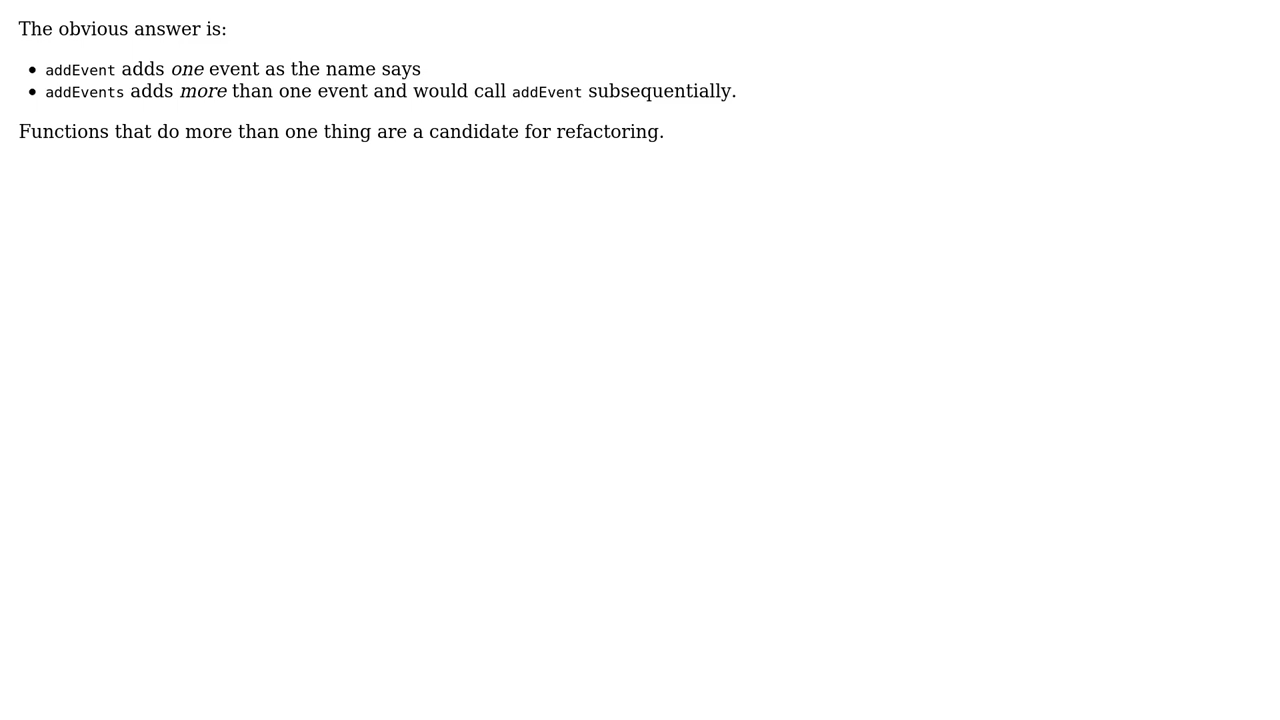 The obvious answer is:
• addEvent adds one event as the name says
• addEvents adds more than one event and would call addEvent subsequentially.
Functions that do more than one thing are a candidate for refactoring.